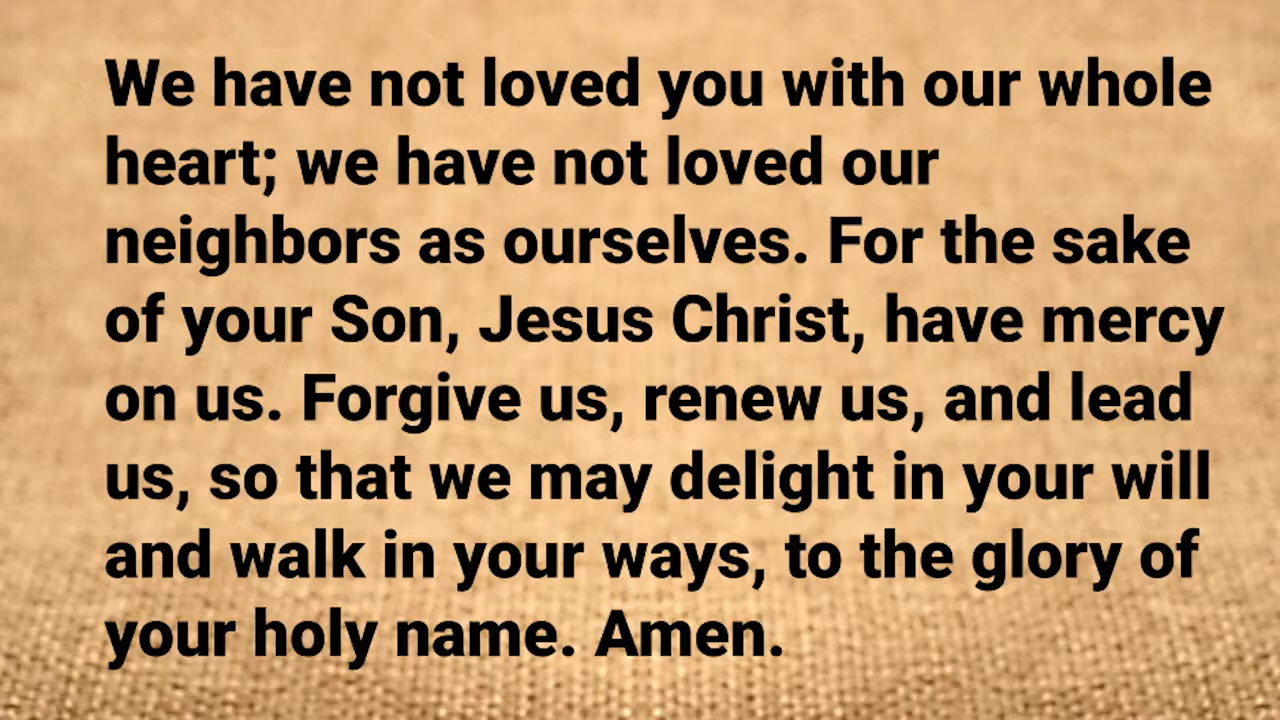 We have not loved you with our whole
heart; we have not loved our
neighbors as ourselves. For the sake
of your Son, Jesus Christ, have mercy
on us. Forgive us, renew us, and lead
us, so that we may delight in your will
and walk in your ways, to the glory of
your holy name. Amen.